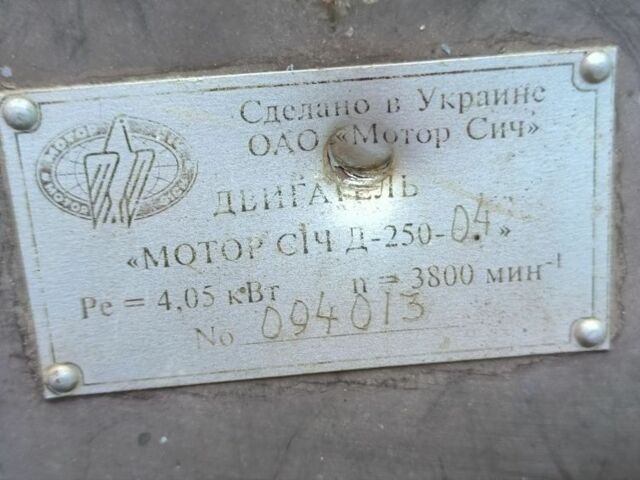 Сделано в Украине
ОАО «Мотор Сич»
ДВИГАТЕЛЬ
«МОТОР СІЧ Д-250-04»
Pe = 4,05 кВт n = 3800 мин⁻¹
No 094013